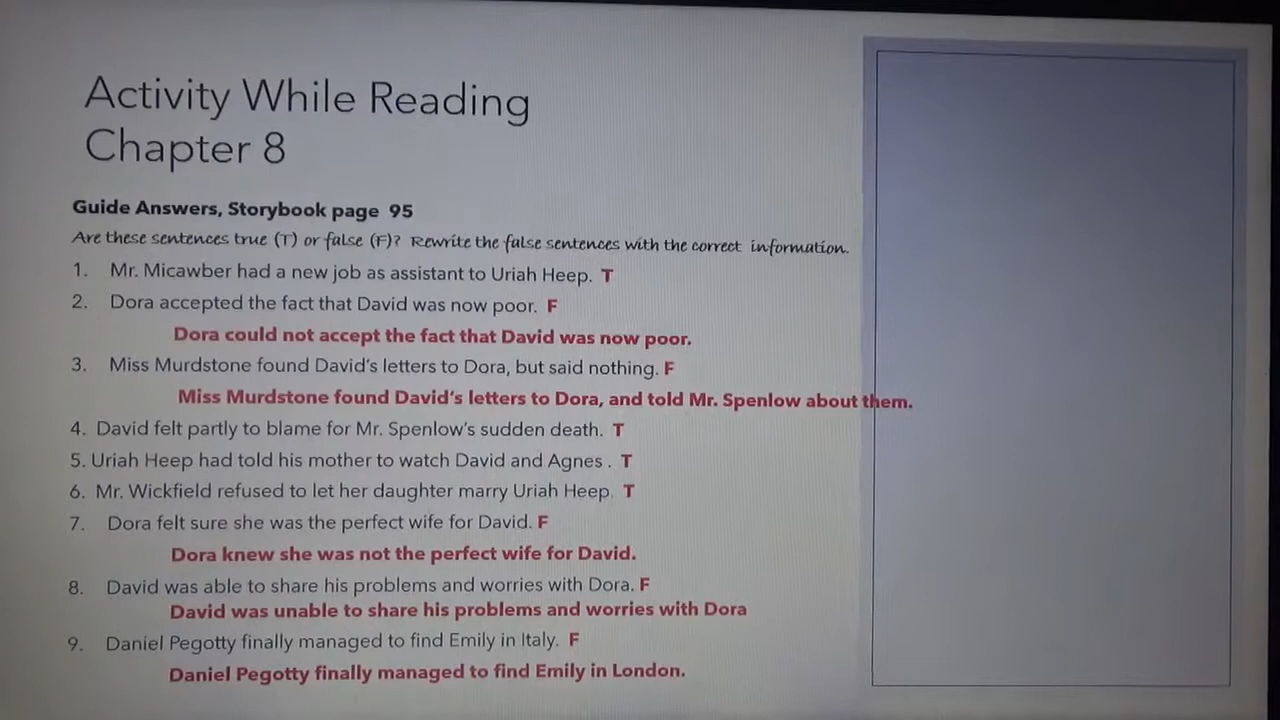 Activity While Reading
Chapter 8
Guide Answers, Storybook page 95
Are these sentences true (T) or false (F)? Rewrite the false sentences with the correct information.
1. Mr. Micawber had a new job as assistant to Uriah Heep. T
2. Dora accepted the fact that David was now poor. F
Dora could not accept the fact that David was now poor.
3. Miss Murdstone found David's letters to Dora, but said nothing. F
Miss Murdstone found David's letters to Dora, and told Mr. Spenlow about them.
4. David felt partly to blame for Mr. Spenlow's sudden death. T
5. Uriah Heep had told his mother to watch David and Agnes . T
6. Mr. Wickfield refused to let her daughter marry Uriah Heep. T
7. Dora felt sure she was the perfect wife for David. F
Dora knew she was not the perfect wife for David.
8. David was able to share his problems and worries with Dora. F
David was unable to share his problems and worries with Dora
9. Daniel Pegotty finally managed to find Emily in Italy. F
Daniel Pegotty finally managed to find Emily in London.